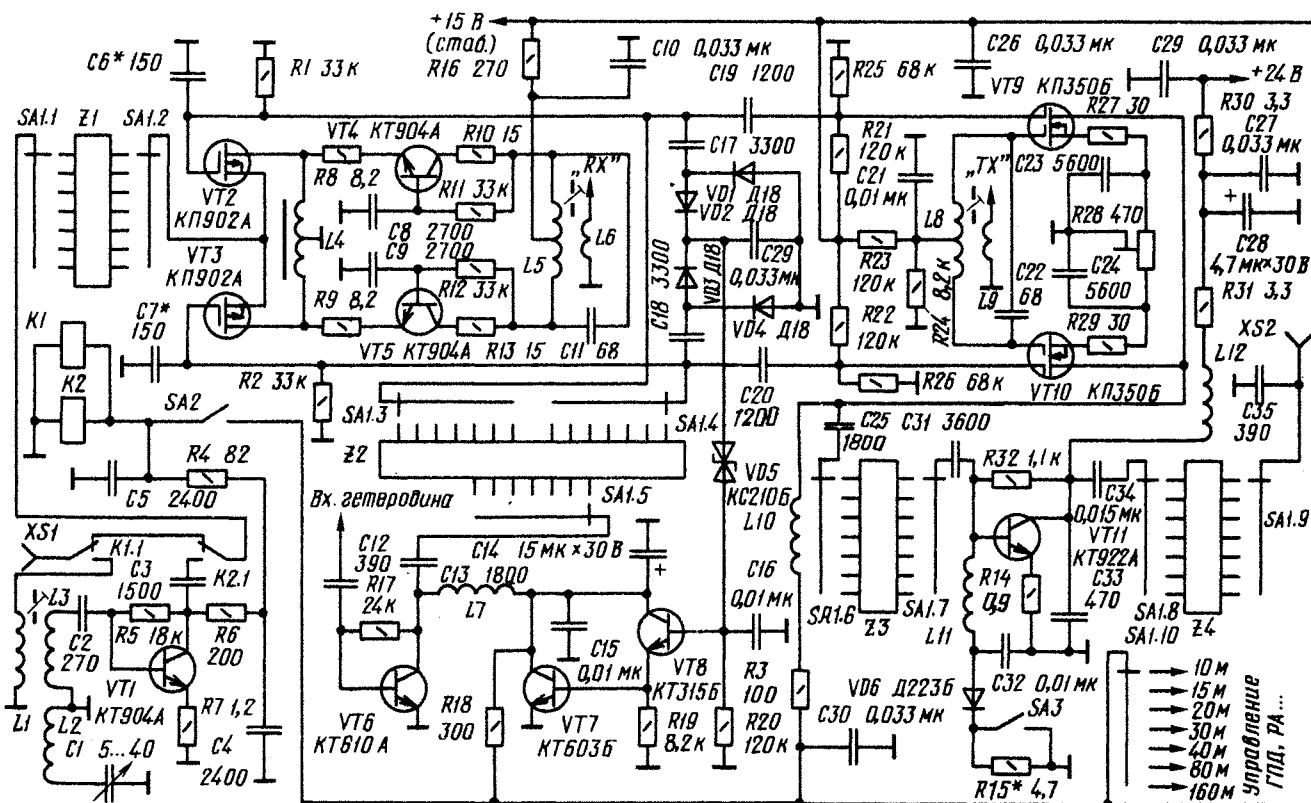 +15 В
(стаб.)
R16 270
C10 0,033 мк
C26 0,033 мк
C29 0,033 мк
C6* 150
R1 33к
C19 1200
R25 68 к
VT9 КП350Б
+24 В
SA1.1
Z1
SA1.2
VT4 КТ904А
R10 15
R27 30
R30 3,3
C27
0,033 мк
C17 3300
R21
120 к
C21
0,01 мк
"RX"
"TX"
C23 5600
VT2
КП902А
R8 8,2
R11 33 к
VD1 Д18
VD2 Д18
L8
R28 470
C28
4,7 мк×30 В
L4
C8 2700
C9 2700
L5
L6
C29
0,033 мк
R23
120к
VT3
КП902А
3300
C18
VD3 Д18
C22
68
C24
5600
L9
R31 3,3
C7*
150
R9 8,2
R12 33к
VD4 Д18
R22
120к
R24 8,2к
R29 30
XS2
K1
K2
VT5 КТ904А
R13 15
C11 68
L12
R2 33к
C20
1200
R26 68 к
VT10 КП350Б
SA2
SA1.3
SA1.4
C25
1800
C31 3600
C35
390
R4 82
Z2
VD5
КС210Б
R32 1,1 к
C5
2400
SA1.5
L10
C34
0,015 мк
SA1.9
Вх. гетеродина
XS1
K1.1
C12
390
C14
15 мк×30 В
VT11
КТ922А
C3
1500
K2.1
R17
24к
C13 1800
L7
C16
0,01 мк
R14
0,9
C33
470
L3
SA1.6
Z3
SA1.7
SA1.8
SA1.10
Z4
C2
270
R5 18к
R6
200
L11
C15
0,01 мк
VT8
КТ315Б
R3
100
C32 0,01 мк
10 м
15 м
20 м
30 м
40 м
80 м
160 м
Управление
ГПД, РА...
VT1
КТ904А
R7 1,2
VT6
КТ610 А
R18
300
VT7
КТ603Б
R19
8,2к
R20
120 к
C30 0,033 мк
VD6 Д223Б
SA3
L1
L2
C1
5...40
C4
2400
R15* 4,7